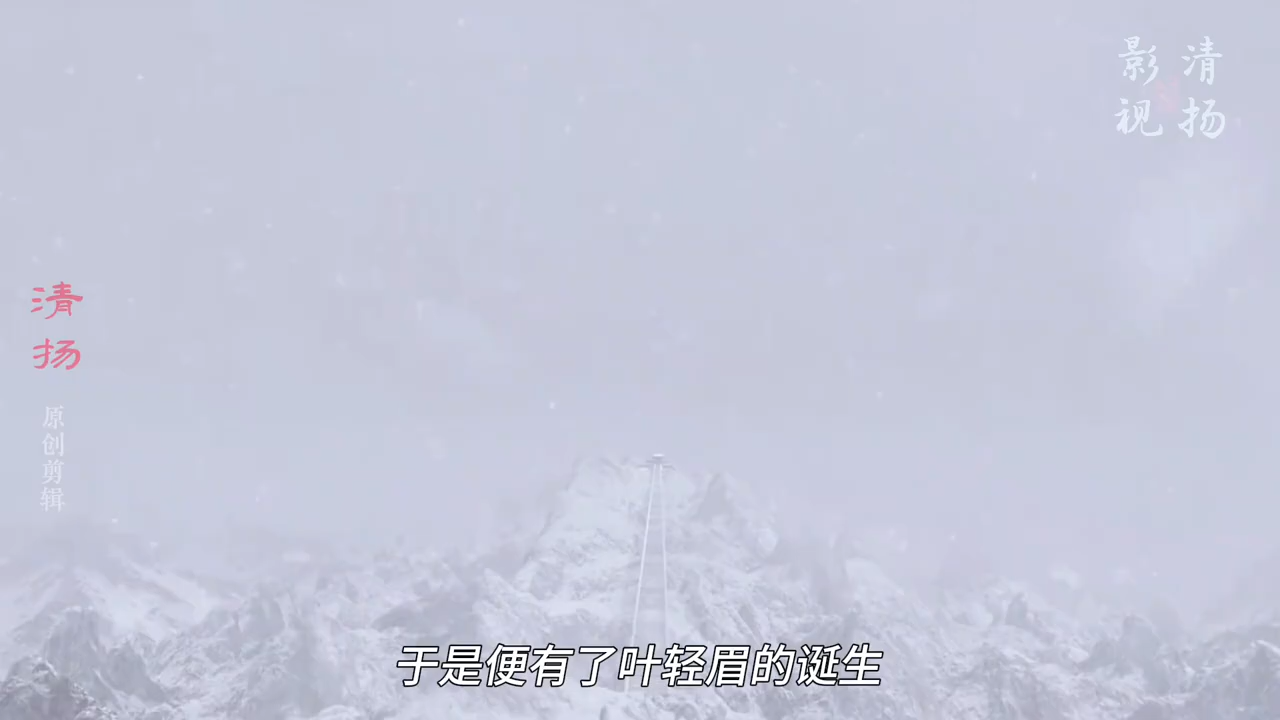 清扬
影视
清扬
原创剪辑
于是便有了叶轻眉的诞生